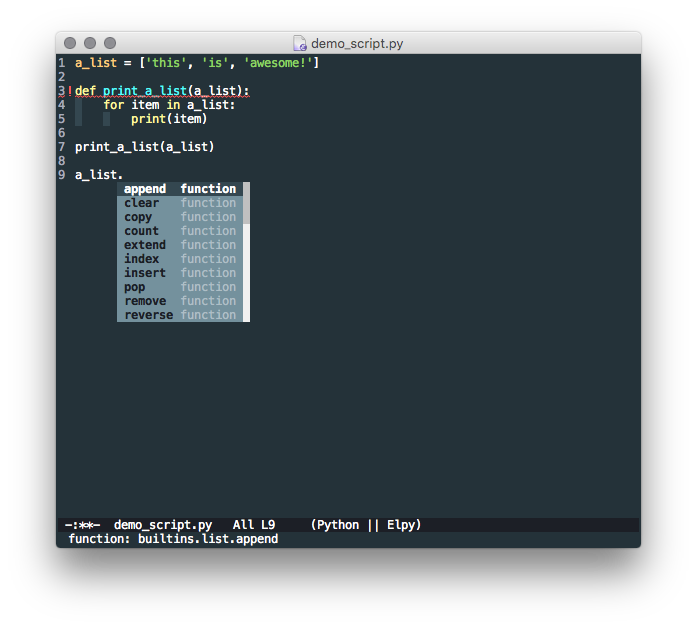 demo_script.py
1 a_list = ['this', 'is', 'awesome!']
2
3!def print_a_list(a_list):
4     for item in a_list:
5         print(item)
6
7 print_a_list(a_list)
8
9 a_list.
append function
clear function
copy function
count function
extend function
index function
insert function
pop function
remove function
reverse function
-:**-  demo_script.py   All L9     (Python || Elpy)
function: builtins.list.append